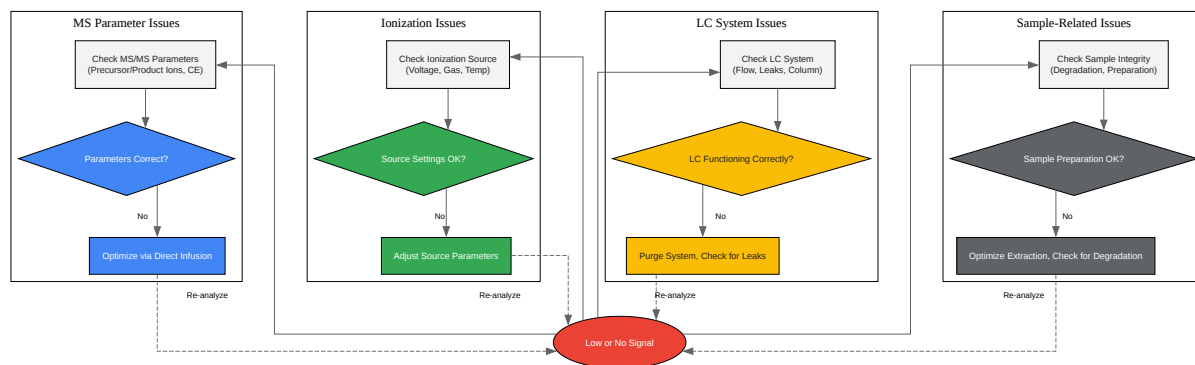 MS Parameter Issues
Check MS/MS Parameters
(Precursor/Product Ions, CE)
Parameters Correct?
No
Optimize via Direct Infusion
Re-analyze
Ionization Issues
Check Ionization Source
(Voltage, Gas, Temp)
Source Settings OK?
No
Adjust Source Parameters
Re-analyze
LC System Issues
Check LC System
(Flow, Leaks, Column)
LC Functioning Correctly?
No
Purge System, Check for Leaks
Re-analyze
Sample-Related Issues
Check Sample Integrity
(Degradation, Preparation)
Sample Preparation OK?
No
Optimize Extraction, Check for Degradation
Re-analyze
Low or No Signal